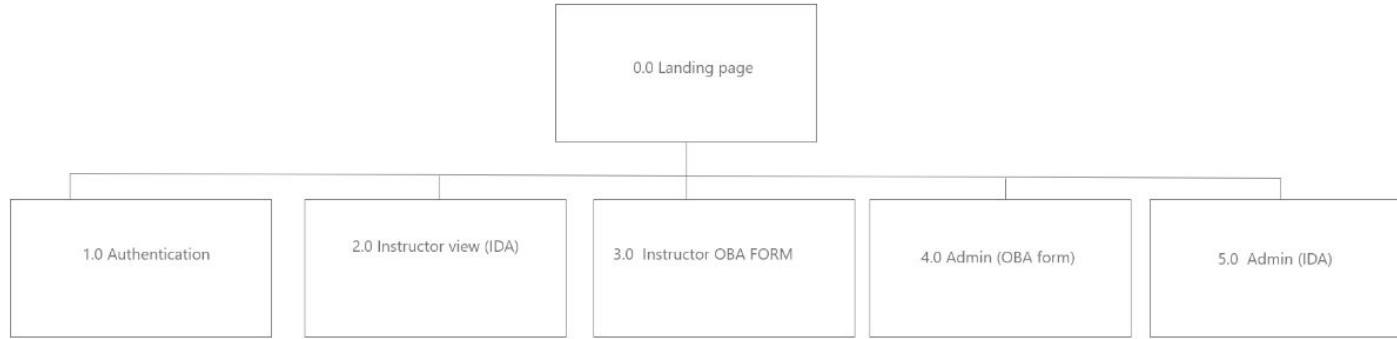 0.0 Landing page
1.0 Authentication
2.0 Instructor view (IDA)
3.0 Instructor OBA FORM
4.0 Admin (OBA form)
5.0 Admin (IDA)